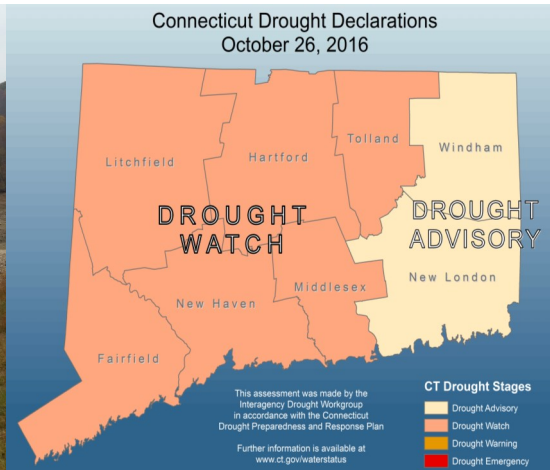 Connecticut Drought Declarations
October 26, 2016
Litchfield
Hartford
Tolland
Windham
DROUGHT
WATCH
DROUGHT
ADVISORY
New Haven
Middlesex
New London
Fairfield
This assessment was made by the
Interagency Drought Workgroup
in accordance with the Connecticut
Drought Preparedness and Response Plan
Further information is available at
www.ct.gov/waterstatus
CT Drought Stages
Drought Advisory
Drought Watch
Drought Warning
Drought Emergency